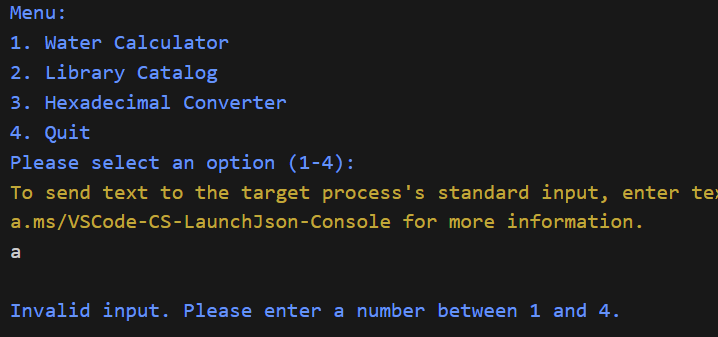 Menu:
1. Water Calculator
2. Library Catalog
3. Hexadecimal Converter
4. Quit
Please select an option (1-4):
To send text to the target process's standard input, enter
a.ms/VSCode-CS-LaunchJson-Console for more information.
a
Invalid input. Please enter a number between 1 and 4.